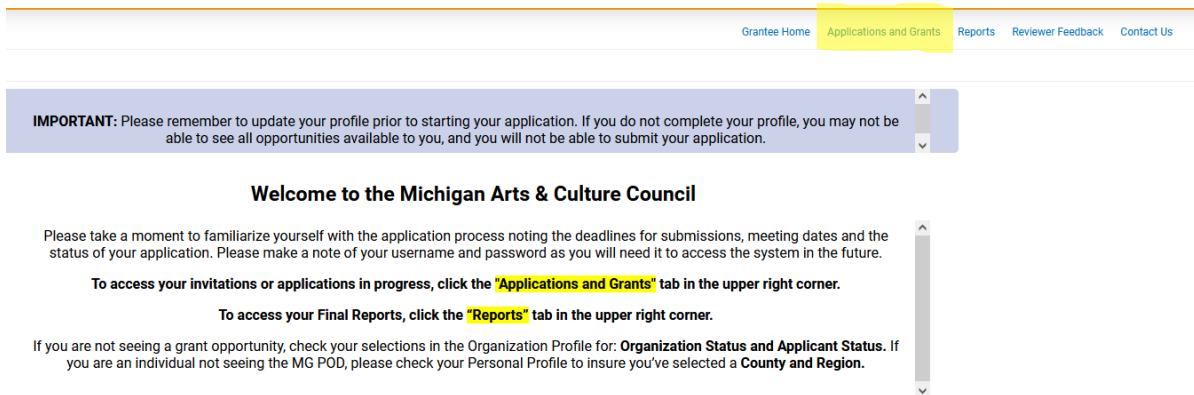 Grantee Home Applications and Grants Reports Reviewer Feedback Contact Us
IMPORTANT: Please remember to update your profile prior to starting your application. If you do not complete your profile, you may not be
able to see all opportunities available to you, and you will not be able to submit your application.
Welcome to the Michigan Arts & Culture Council
Please take a moment to familiarize yourself with the application process noting the deadlines for submissions, meeting dates and the
status of your application. Please make a note of your username and password as you will need it to access the system in the future.
To access your invitations or applications in progress, click the "Applications and Grants" tab in the upper right corner.
To access your Final Reports, click the “Reports” tab in the upper right corner.
If you are not seeing a grant opportunity, check your selections in the Organization Profile for: Organization Status and Applicant Status. If
you are an individual not seeing the MG POD, please check your Personal Profile to insure you’ve selected a County and Region.